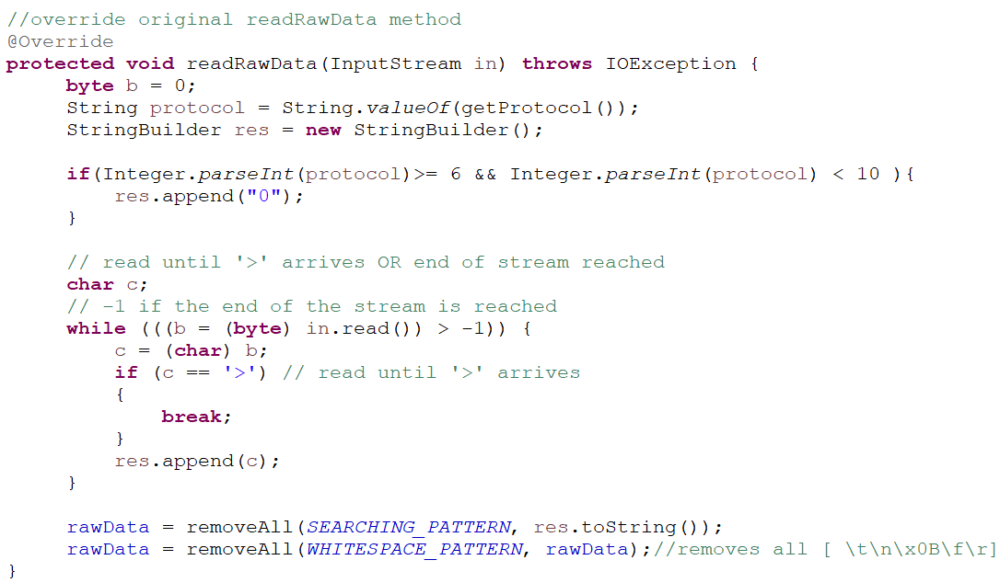 //override original readRawData method
@Override
protected void readRawData(InputStream in) throws IOException {
byte b = 0;
String protocol = String.valueOf(getProtocol());
StringBuilder res = new StringBuilder();
if(Integer.parseInt(protocol)>= 6 && Integer.parseInt(protocol) < 10 ){
res.append("0");
}
// read until '>' arrives OR end of stream reached
char c;
// -1 if the end of the stream is reached
while (((b = (byte) in.read()) > -1)) {
c = (char) b;
if (c == '>') // read until '>' arrives
{
break;
}
res.append(c);
}
rawData = removeAll(SEARCHING_PATTERN, res.toString());
rawData = removeAll(WHITESPACE_PATTERN, rawData);//removes all [ \t\n\x0B\f\r]
}